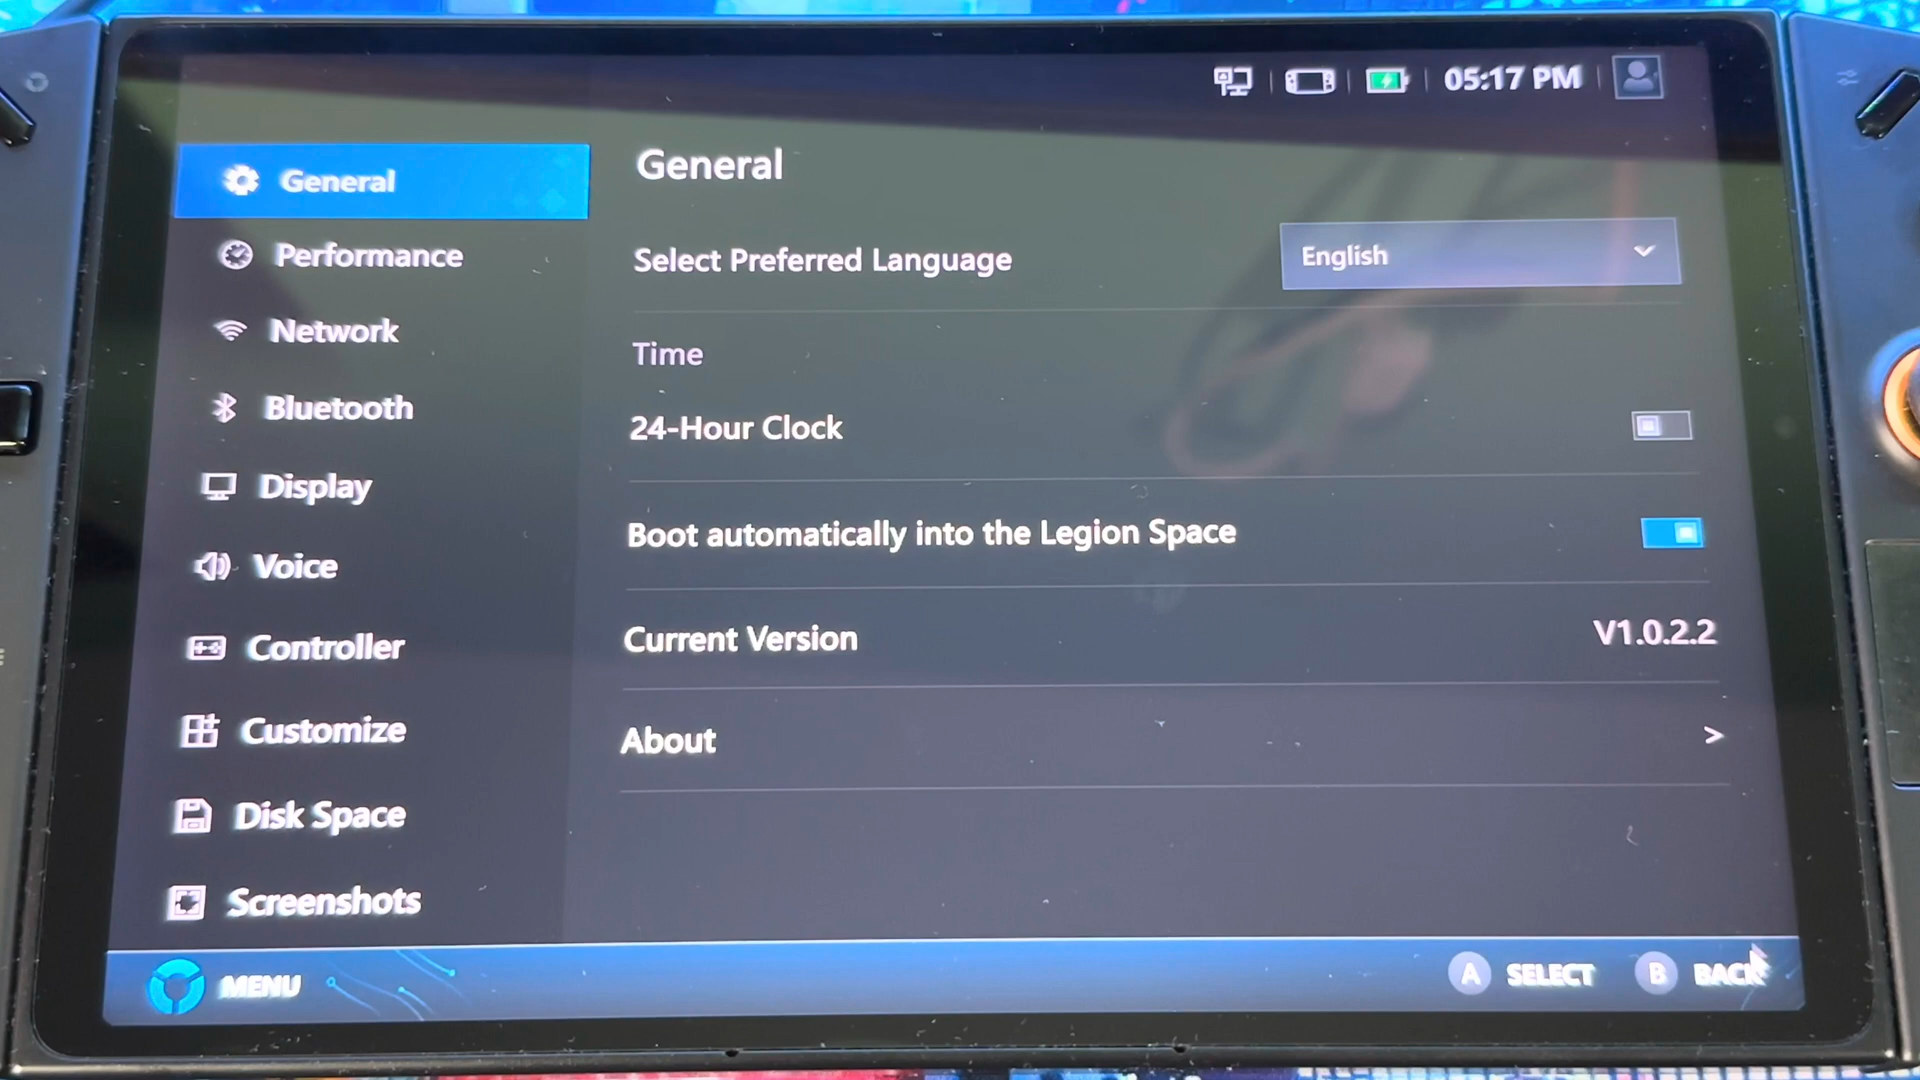 05:17 PM
General
Performance
Network
Bluetooth
Display
Voice
Controller
Customize
Disk Space
Screenshots
General
Select Preferred Language
English
Time
24-Hour Clock
Boot automatically into the Legion Space
Current Version
V1.0.2.2
About
>
MENU
A SELECT
B BACK